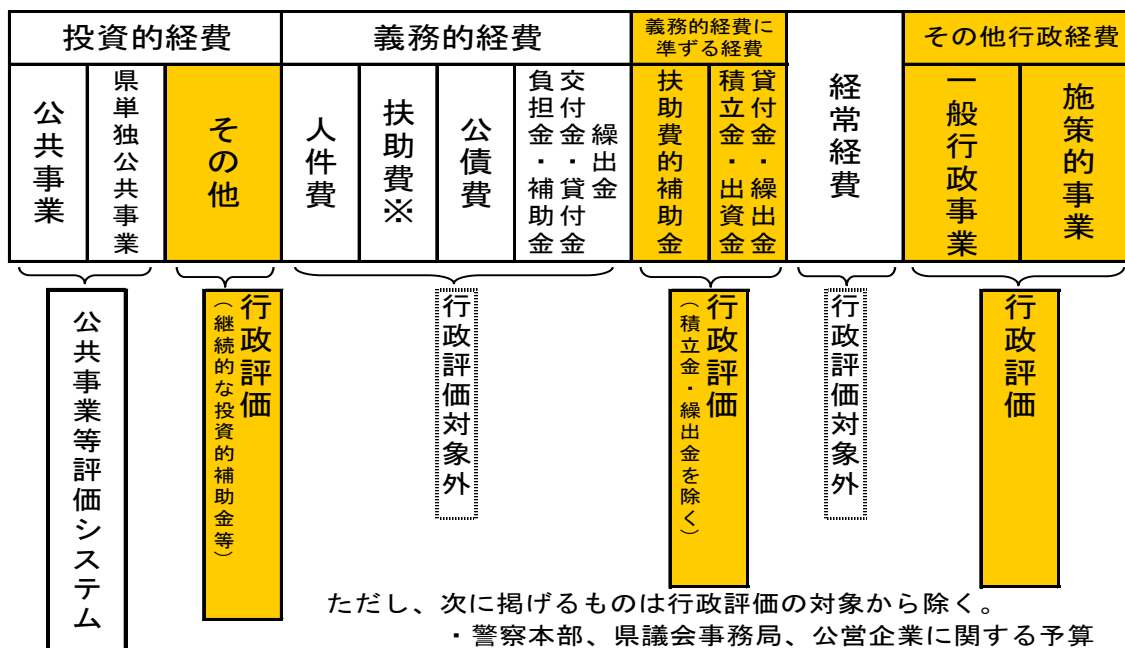 投資的経費
義務的経費
義務的経費に
準ずる経費
その他行政経費
公共事業
県単独公共事業
その他
人件費
扶助費※
公債費
負担金・補助金
交付金・貸付金
繰出金
扶助費的補助金
積立金・出資金
貸付金・繰出金
経常経費
一般行政事業
施策的事業
公共事業等評価システム
行政評価
（継続的な投資的補助金等）
行政評価対象外
行政評価
（積立金・繰出金を除く）
行政評価対象外
行政評価
ただし、次に掲げるものは行政評価の対象から除く。
・警察本部、県議会事務局、公営企業に関する予算